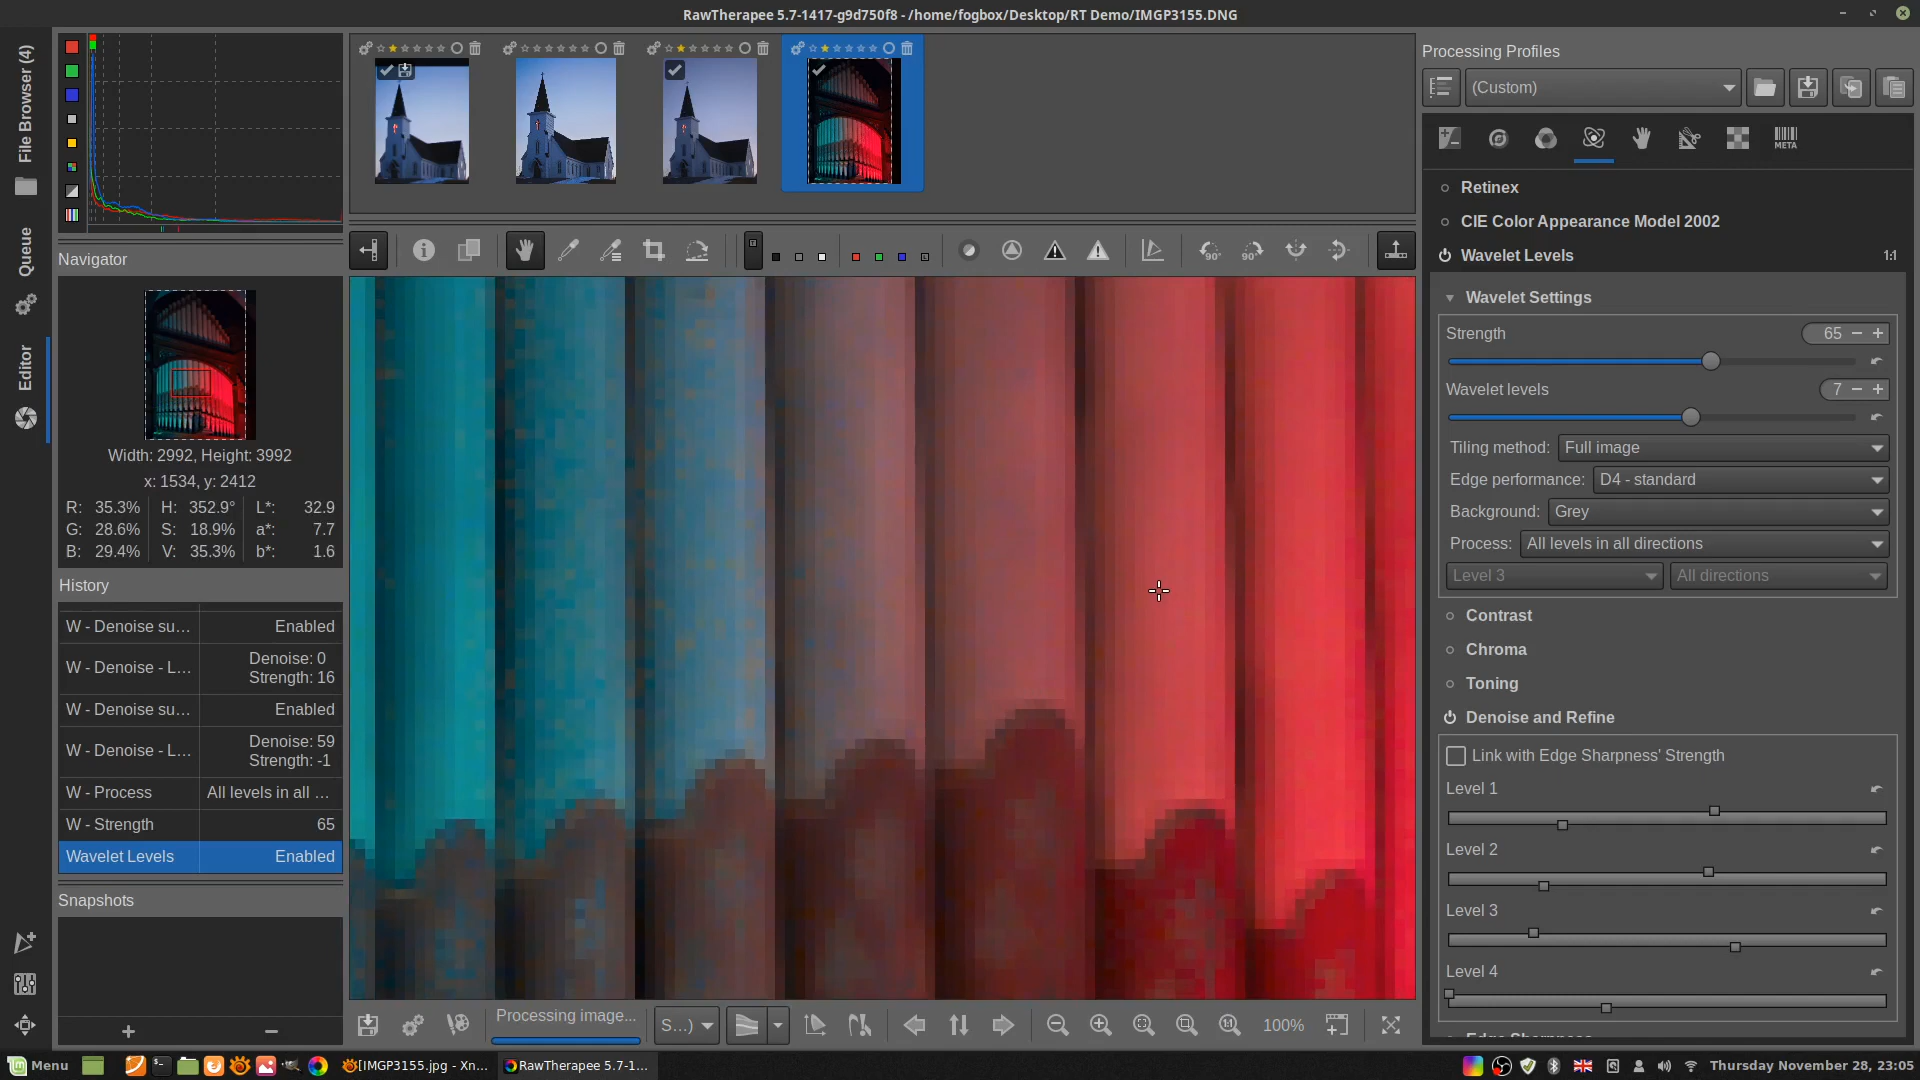 RawTherapee 5.7-1417-g9d750f8 - /home/fogbox/Desktop/RT Demo/IMGP3155.DNG
File Browser (4)
Queue
Editor
Navigator
Width: 2992, Height: 3992
x: 1534, y: 2412
R: 35.3% H: 352.9° L*: 32.9
G: 28.6% S: 18.9% a*: 7.7
B: 29.4% V: 35.3% b*: 1.6
History
W - Denoise su... Enabled
W - Denoise - L... Denoise: 0
Strength: 16
W - Denoise su... Enabled
W - Denoise - L... Denoise: 59
Strength: -1
W - Process All levels in all ...
W - Strength 65
Wavelet Levels Enabled
Snapshots
90° 90°
Processing image...
S...)
100%
Processing Profiles
(Custom)
META
Retinex
CIE Color Appearance Model 2002
Wavelet Levels 1:1
Wavelet Settings
Strength 65
Wavelet levels 7
Tiling method: Full image
Edge performance: D4 - standard
Background: Grey
Process: All levels in all directions
Level 3 All directions
Contrast
Chroma
Toning
Denoise and Refine
Link with Edge Sharpness' Strength
Level 1
Level 2
Level 3
Level 4
Edge Sharpness
Menu
[IMGP3155.jpg - Xn...
RawTherapee 5.7-1...
Thursday November 28, 23:05